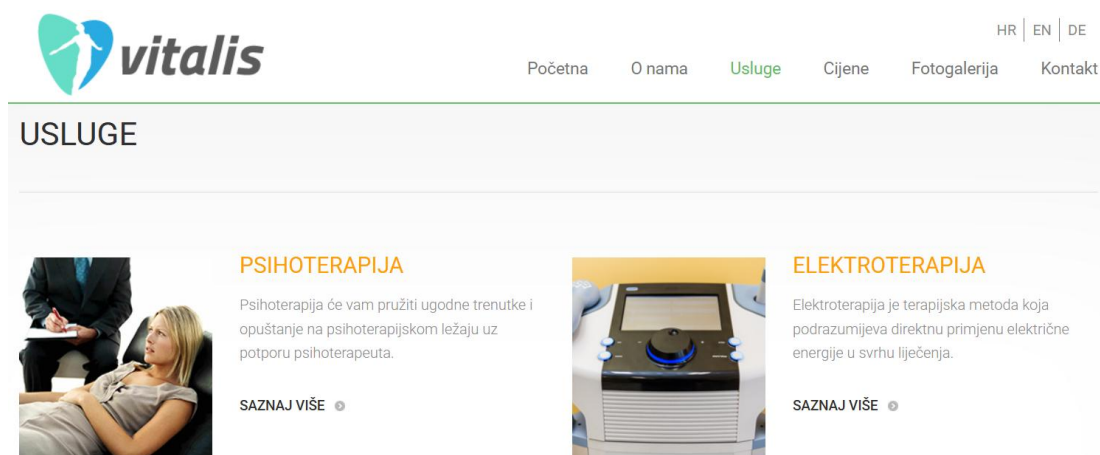 vitalis
HR | EN | DE
Početna O nama Usluge Cijene Fotogalerija Kontakt
USLUGE
PSIHOTERAPIJA
Psihoterapija će vam pružiti ugodne trenutke i
opuštanje na psihoterapijskom ležaju uz
potporu psihoterapeuta.
SAZNAJ VIŠE
ELEKTROTERAPIJA
Elektroterapija je terapijska metoda koja
podrazumijeva direktnu primjenu električne
energije u svrhu liječenja.
SAZNAJ VIŠE